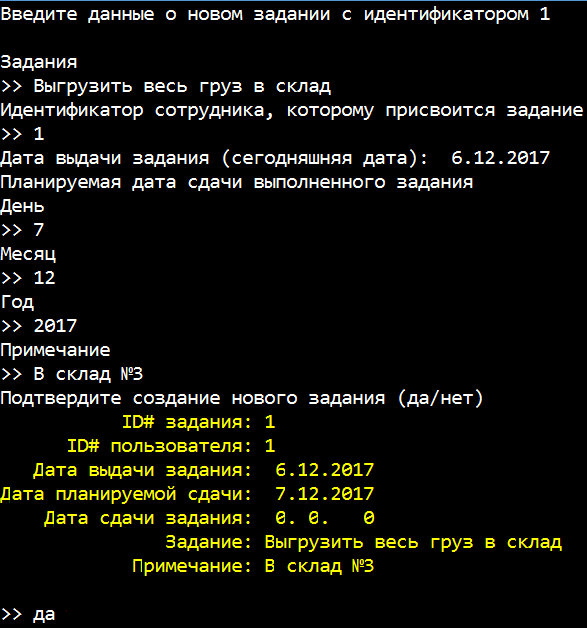 Введите данные о новом задании с идентификатором 1
Задания
>> Выгрузить весь груз в склад
Идентификатор сотрудника, которому присвоится задание
>> 1
Дата выдачи задания (сегодняшняя дата):  6.12.2017
Планируемая дата сдачи выполненного задания
День
>> 7
Месяц
>> 12
Год
>> 2017
Примечание
>> В склад №3
Подтвердите создание нового задания (да/нет)
ID# задания: 1
ID# пользователя: 1
Дата выдачи задания:  6.12.2017
Дата планируемой сдачи:  7.12.2017
Дата сдачи задания:  0. 0.   0
Задание: Выгрузить весь груз в склад
Примечание: В склад №3
>> да